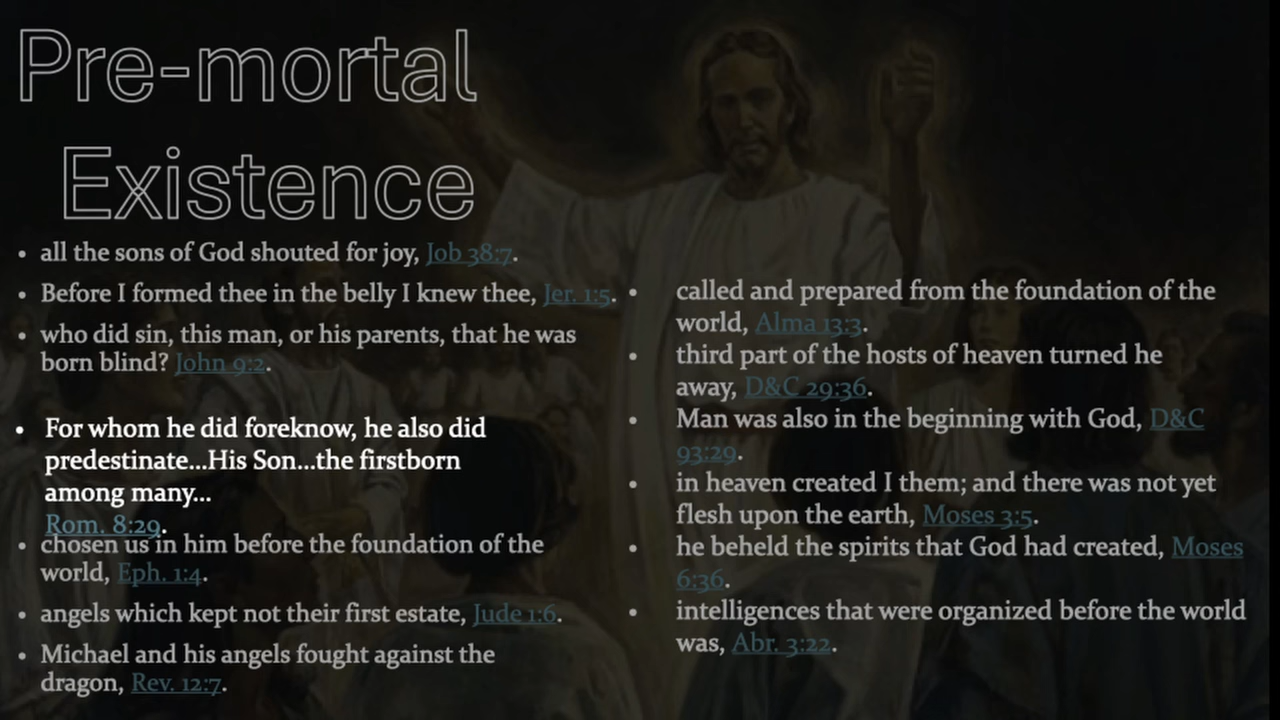 Pre-mortal
Existence
• all the sons of God shouted for joy, Job 38:7.
• Before I formed thee in the belly I knew thee, Jer. 1:5.
• who did sin, this man, or his parents, that he was
born blind? John 9:2.
• For whom he did foreknow, he also did
predestinate...His Son...the firstborn
among many...
Rom. 8:29.
• chosen us in him before the foundation of the
world, Eph. 1:4.
• angels which kept not their first estate, Jude 1:6.
• Michael and his angels fought against the
dragon, Rev. 12:7.
• called and prepared from the foundation of the
world, Alma 13:3.
• third part of the hosts of heaven turned he
away, D&C 29:36.
• Man was also in the beginning with God, D&C
93:29.
• in heaven created I them; and there was not yet
flesh upon the earth, Moses 3:5.
• he beheld the spirits that God had created, Moses
6:36.
• intelligences that were organized before the world
was, Abr. 3:22.